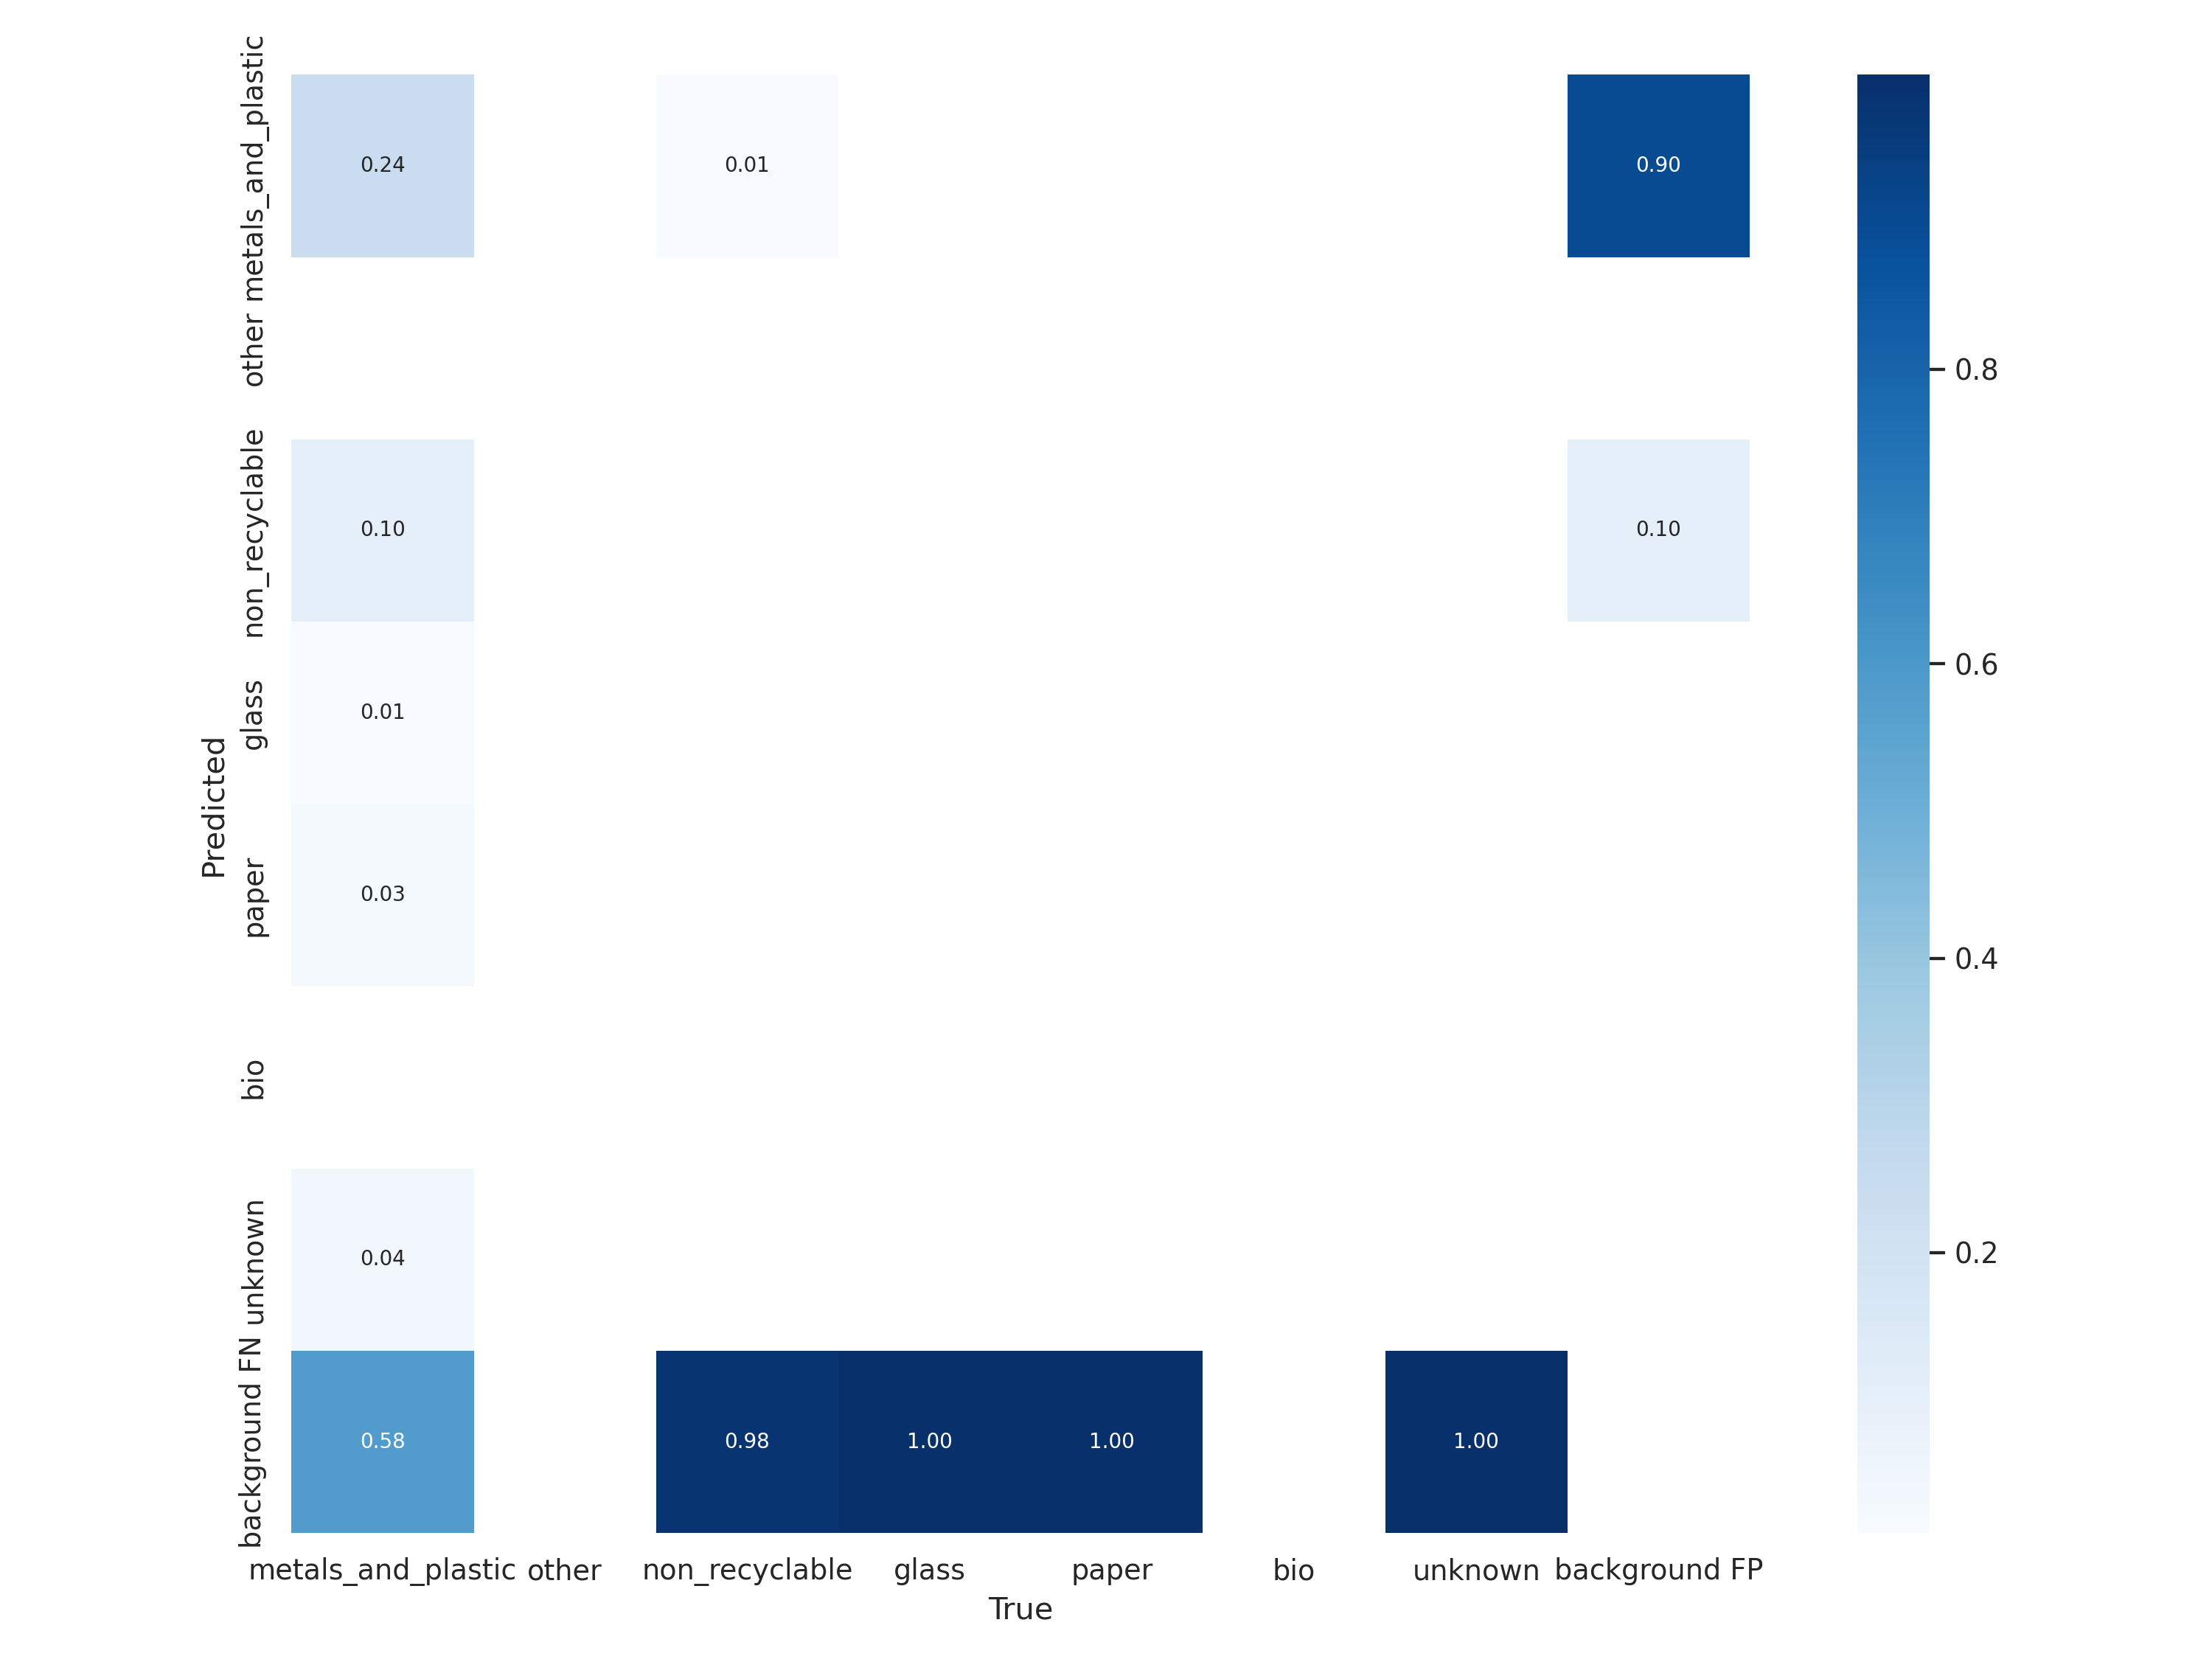 metals_and_plastic
other
non_recyclable
glass
paper
bio
unknown
background FN
Predicted
0.24
0.01
0.90
0.10
0.10
0.01
0.03
0.04
0.58
0.98
1.00
1.00
1.00
metals_and_plastic
other
non_recyclable
glass
paper
bio
unknown
background FP
True
0.8
0.6
0.4
0.2